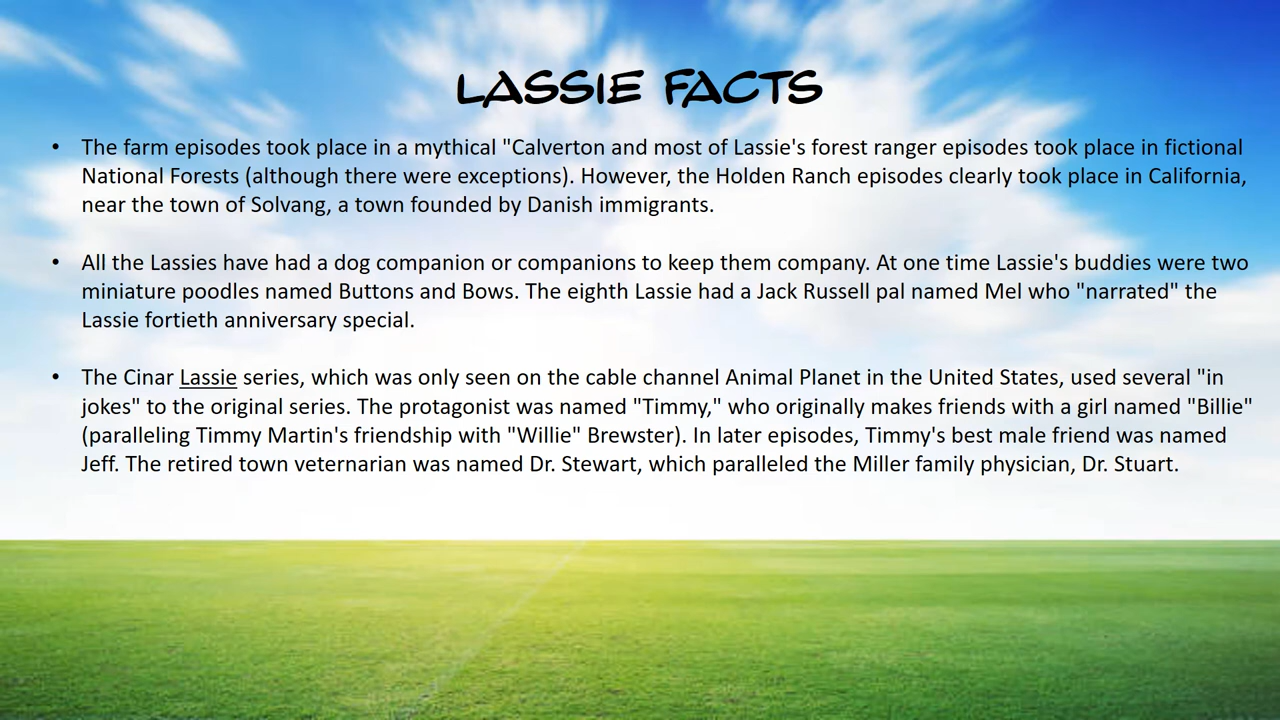 LASSIE FACTS
• The farm episodes took place in a mythical "Calverton and most of Lassie's forest ranger episodes took place in fictional
National Forests (although there were exceptions). However, the Holden Ranch episodes clearly took place in California,
near the town of Solvang, a town founded by Danish immigrants.
• All the Lassies have had a dog companion or companions to keep them company. At one time Lassie's buddies were two
miniature poodles named Buttons and Bows. The eighth Lassie had a Jack Russell pal named Mel who "narrated" the
Lassie fortieth anniversary special.
• The Cinar Lassie series, which was only seen on the cable channel Animal Planet in the United States, used several "in
jokes" to the original series. The protagonist was named "Timmy," who originally makes friends with a girl named "Billie"
(paralleling Timmy Martin's friendship with "Willie" Brewster). In later episodes, Timmy's best male friend was named
Jeff. The retired town veternarian was named Dr. Stewart, which paralleled the Miller family physician, Dr. Stuart.